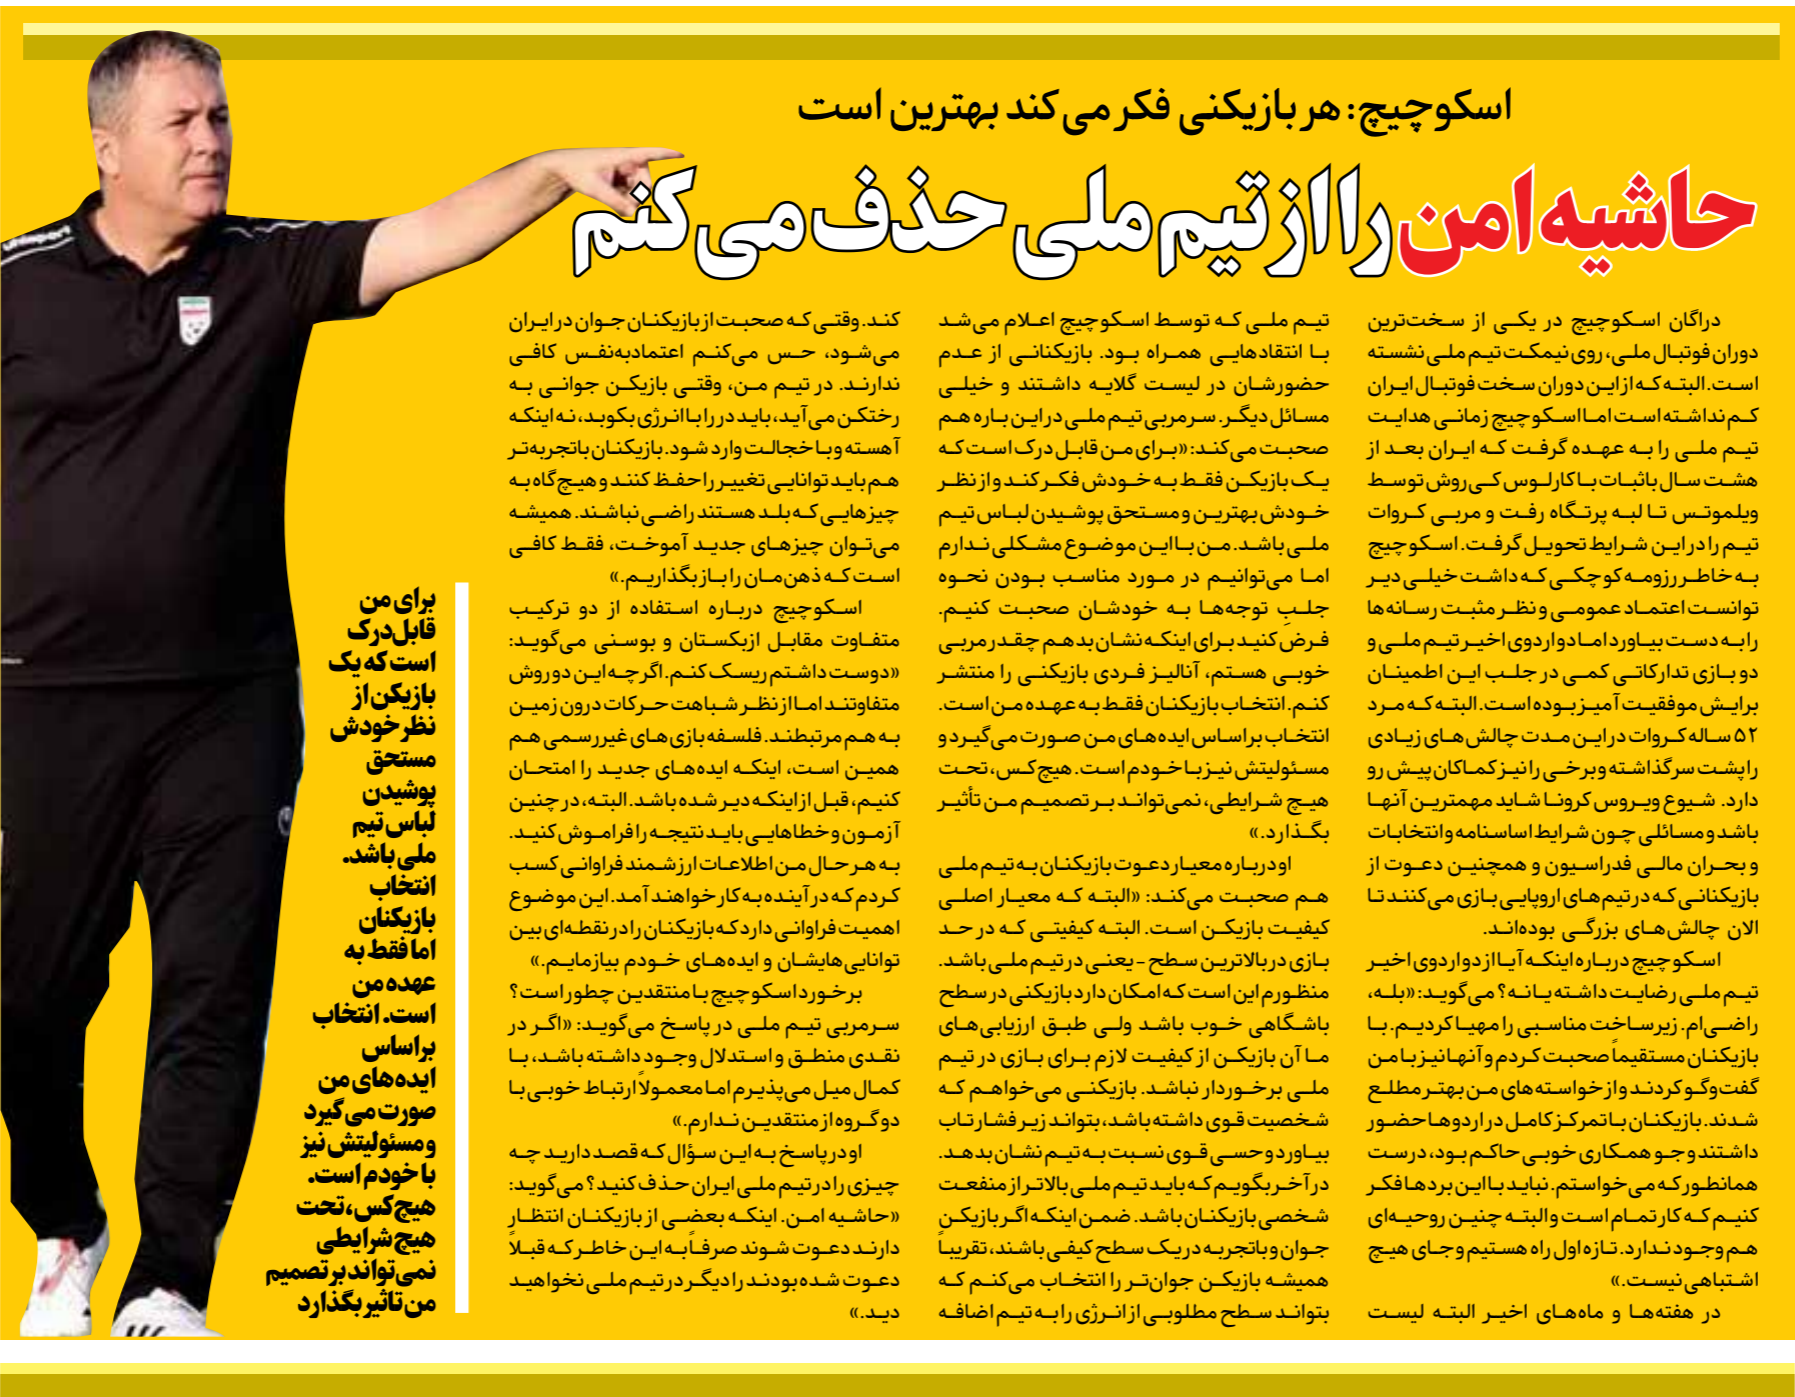 اسکوچیچ: هر بازیکنی فکر می‌کند بهترین است
حاشیه امن را از تیم ملی حذف می‌کنم
دراگان اسکوچیچ در یکی از سخت‌ترین
دوران فوتبال ملی، روی نیمکت تیم ملی نشسته
است. البته که از این دوران سخت فوتبال ایران
کم نداشته است اما اسکوچیچ زمانی هدایت
تیم ملی را به عهده گرفت که ایران بعد از
هشت سال باثبات با کارلوس کی‌روش توسط
ویلموتس تا لبه پرتگاه رفت و مربی کروات
تیم را در این شرایط تحویل گرفت. اسکوچیچ
به خاطر رزومه کوچکی که داشت خیلی دیر
توانست اعتماد عمومی و نظر مثبت رسانه‌ها
را به دست بیاورد اما دو اردوی اخیر تیم ملی و
دو بازی تدارکاتی کمی در جلب این اطمینان
برایش موفقیت آمیز بوده است. البته که مرد
۵۲ ساله کروات در این مدت چالش‌های زیادی
را پشت سر گذاشته و برخی را نیز کماکان پیش رو
دارد. شیوع ویروس کرونا شاید مهمترین آنها
باشد و مسائلی چون شرایط اساسنامه و انتخابات
و بحران مالی فدراسیون و همچنین دعوت از
بازیکنانی که در تیم‌های اروپایی بازی می‌کنند تا
الان چالش‌های بزرگی بوده‌اند.
اسکوچیچ درباره اینکه آیا از دو اردوی اخیر
تیم ملی رضایت داشته یا نه؟ می‌گوید: «بله،
راضی‌ام. زیرساخت مناسبی را مهیا کردیم. با
بازیکنان مستقیماً صحبت کردم و آنها نیز با من
گفت‌وگو کردند و از خواسته‌های من بهتر مطلع
شدند. بازیکنان با تمرکز کامل در اردوها حضور
داشتند و جو همکاری خوبی حاکم بود، درست
همانطور که می‌خواستم. نباید با این بردها فکر
کنیم که کار تمام است و البته چنین روحیه‌ای
هم وجود ندارد. تازه اول راه هستیم و جای هیچ
اشتباهی نیست.»
در هفته‌ها و ماه‌های اخیر البته لیست
تیم ملی که توسط اسکوچیچ اعلام می‌شد
با انتقادهایی همراه بود. بازیکنانی از عدم
حضورشان در لیست گلایه داشتند و خیلی
مسائل دیگر. سرمربی تیم ملی در این باره هم
صحبت می‌کند: «برای من قابل درک است که
یک بازیکن فقط به خودش فکر کند و از نظر
خودش بهترین و مستحق پوشیدن لباس تیم
ملی باشد. من با این موضوع مشکلی ندارم
اما می‌توانیم در مورد مناسب بودن نحوه
جلبِ توجه‌ها به خودشان صحبت کنیم.
فرض کنید برای اینکه نشان بدهم چقدر مربی
خوبی هستم، آنالیز فردی بازیکنی را منتشر
کنم. انتخاب بازیکنان فقط به عهده من است.
انتخاب براساس ایده‌های من صورت می‌گیرد و
مسئولیتش نیز با خودم است. هیچ‌کس، تحت
هیچ شرایطی، نمی‌تواند بر تصمیم من تأثیر
بگذارد.»
او درباره معیار دعوت بازیکنان به تیم ملی
هم صحبت می‌کند: «البته که معیار اصلی
کیفیت بازیکن است. البته کیفیتی که در حد
بازی در بالاترین سطح - یعنی در تیم ملی باشد.
منظورم این است که امکان دارد بازیکنی در سطح
باشگاهی خوب باشد ولی طبق ارزیابی‌های
ما آن بازیکن از کیفیت لازم برای بازی در تیم
ملی برخوردار نباشد. بازیکنی می‌خواهم که
شخصیت قوی داشته باشد، بتواند زیر فشار تاب
بیاورد و حسی قوی نسبت به تیم نشان بدهد.
در آخر بگویم که باید تیم ملی بالاتر از منفعت
شخصی بازیکنان باشد. ضمن اینکه اگر بازیکن
جوان و باتجربه در یک سطح کیفی باشند، تقریباً
همیشه بازیکن جوان‌تر را انتخاب می‌کنم که
بتواند سطح مطلوبی از انرژی را به تیم اضافه
کند. وقتی که صحبت از بازیکنان جوان در ایران
می‌شود، حس می‌کنم اعتمادبه‌نفس کافی
ندارند. در تیم من، وقتی بازیکن جوانی به
رختکن می‌آید، باید در را با انرژی بکوبد، نه اینکه
آهسته و با خجالت وارد شود. بازیکنان باتجربه‌تر
هم باید توانایی تغییر را حفظ کنند و هیچ‌گاه به
چیزهایی که بلد هستند راضی نباشند. همیشه
می‌توان چیزهای جدید آموخت، فقط کافی
است که ذهن‌مان را باز بگذاریم.»
اسکوچیچ درباره استفاده از دو ترکیب
متفاوت مقابل ازبکستان و بوسنی می‌گوید:
«دوست داشتم ریسک کنم. اگرچه این دو روش
متفاوتند اما از نظر شباهت حرکات درون زمین
به هم مرتبطند. فلسفه بازی‌های غیررسمی هم
همین است، اینکه ایده‌های جدید را امتحان
کنیم، قبل از اینکه دیر شده باشد. البته، در چنین
آزمون و خطاهایی باید نتیجه را فراموش کنید.
به هر حال من اطلاعات ارزشمند فراوانی کسب
کردم که در آینده به کار خواهند آمد. این موضوع
اهمیت فراوانی دارد که بازیکنان را در نقطه‌ای بین
توانایی‌هایشان و ایده‌های خودم بیازمایم.»
برخورد اسکوچیچ با منتقدین چطور است؟
سرمربی تیم ملی در پاسخ می‌گوید: «اگر در
نقدی منطق و استدلال وجود داشته باشد، با
کمال میل می‌پذیرم اما معمولاً ارتباط خوبی با
دو گروه از منتقدین ندارم.»
او در پاسخ به این سؤال که قصد دارید چه
چیزی را در تیم ملی ایران حذف کنید؟ می‌گوید:
«حاشیه امن. اینکه بعضی از بازیکنان انتظارِ
دارند دعوت شوند صرفاً به این خاطر که قبلاً
دعوت شده بودند را دیگر در تیم ملی نخواهید
دید.»
برای من
قابل‌درک
است که یک
بازیکن از
نظر خودش
مستحق
پوشیدن
لباس تیم
ملی باشد.
انتخاب
بازیکنان
اما فقط به
عهده من
است. انتخاب
براساس
ایده‌های من
صورت می‌گیرد
و مسئولیتش نیز
با خودم است.
هیچ‌کس، تحت
هیچ شرایطی
نمی‌تواند بر تصمیم
من تاثیر بگذارد
uhlsport